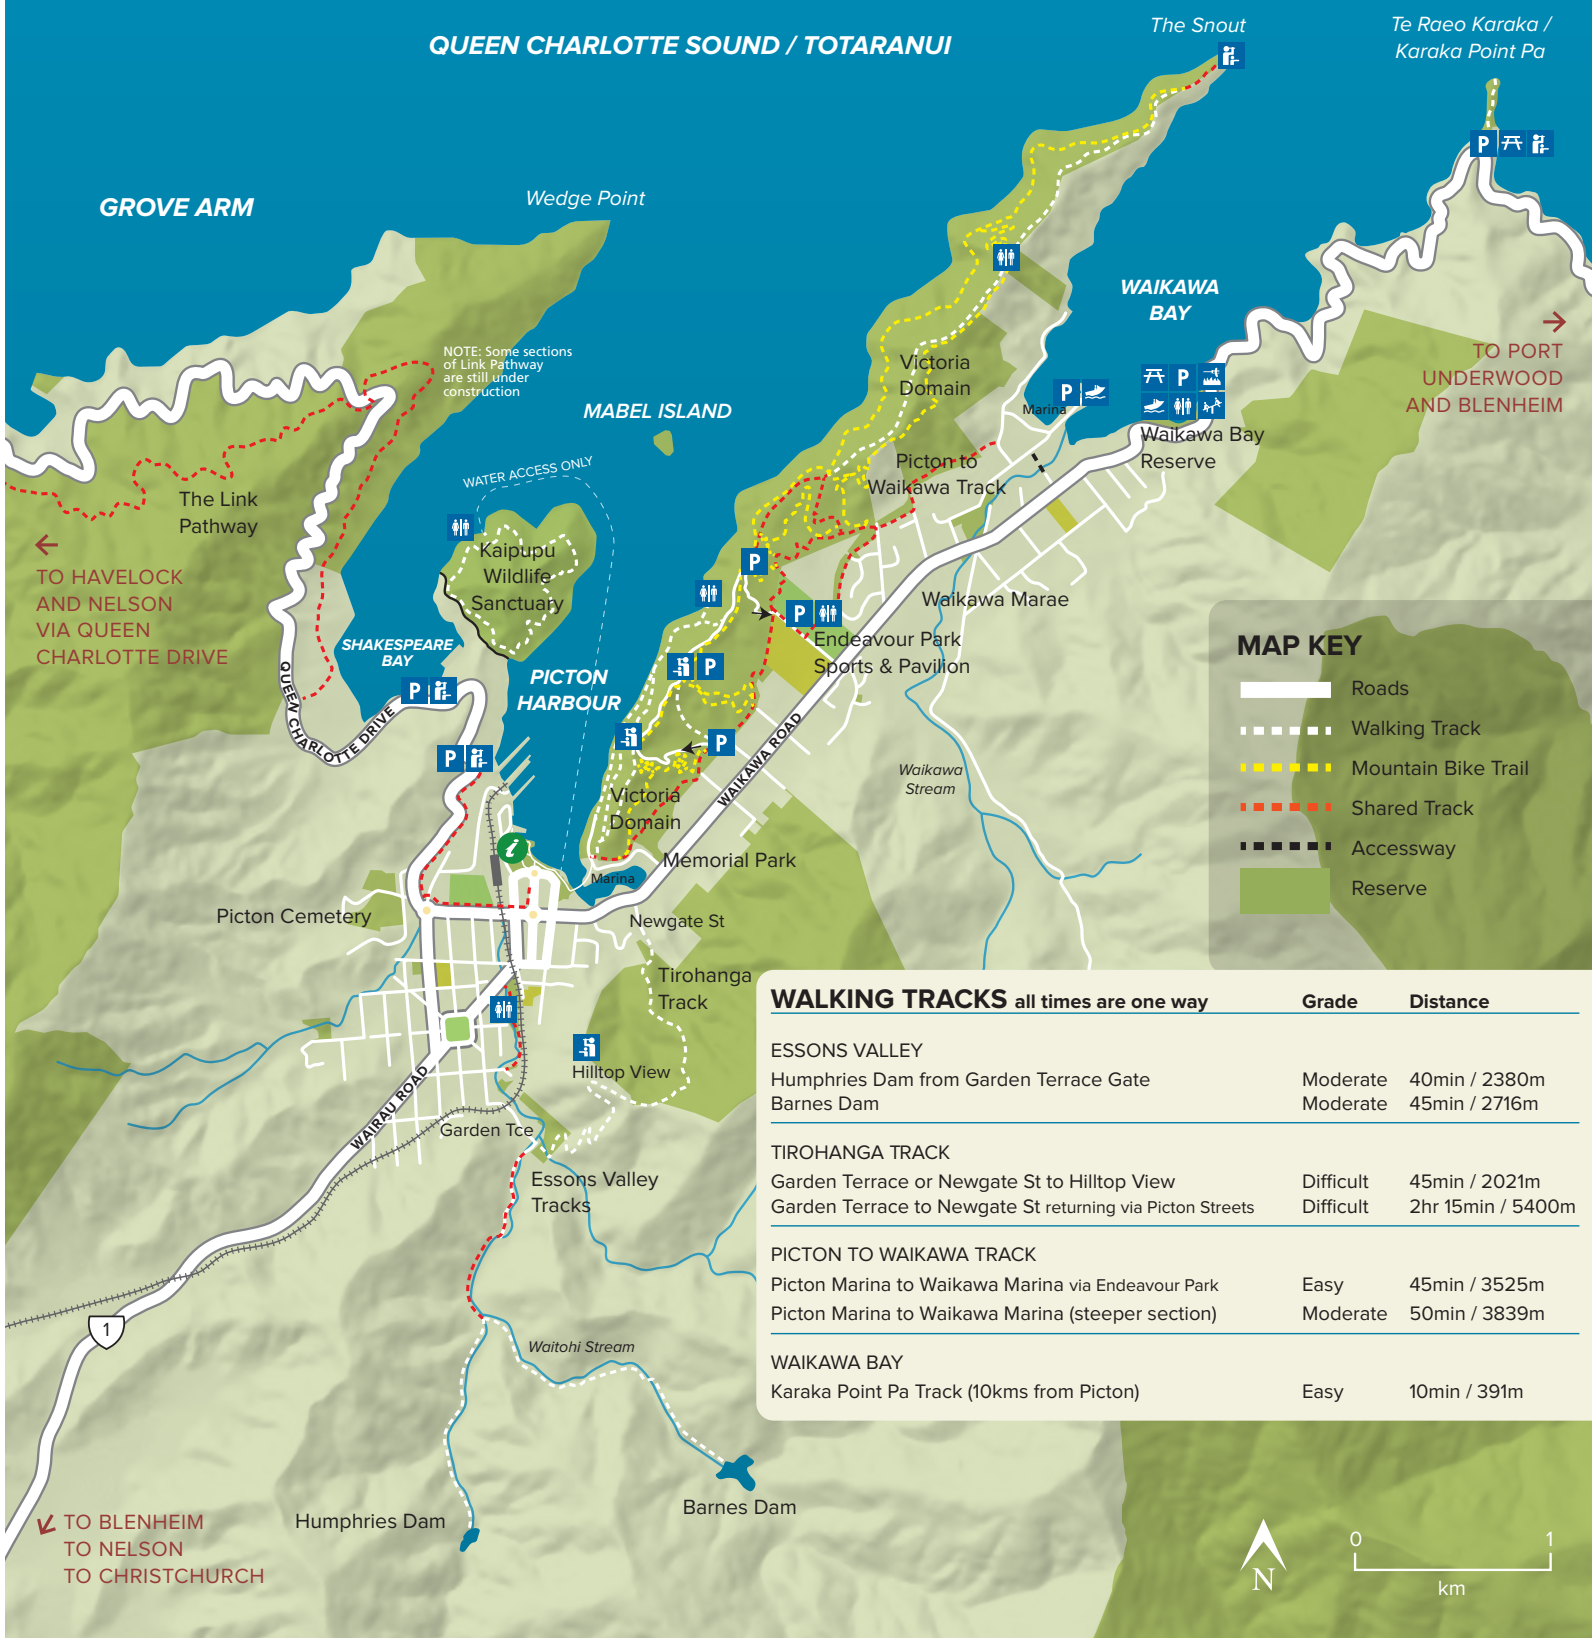 The Snout
Te Raeo Karaka /
Karaka Point Pa
QUEEN CHARLOTTE SOUND / TOTARANUI
P
Wedge Point
GROVE ARM
WAIKAWA
BAY
TO PORT
UNDERWOOD
AND BLENHEIM
NOTE: Some sections
of Link Pathway
are still under
construction
Victoria
Domain
P
P
Marina
MABEL ISLAND
Waikawa Bay
Reserve
WATER ACCESS ONLY
Picton to
Waikawa Track
The Link
Pathway
Kaipupu
Wildlife
Sanctuary
P
TO HAVELOCK
AND NELSON
VIA QUEEN
CHARLOTTE DRIVE
Waikawa Marae
P
Endeavour Park
Sports & Pavilion
SHAKESPEARE
BAY
P
P
PICTON
HARBOUR
QUEEN CHARLOTTE DRIVE
P
P
WAIKAWA ROAD
Waikawa
Stream
Victoria
Domain
i
Memorial Park
Marina
Picton Cemetery
Newgate St
Tirohanga
Track
Hilltop View
WAIRAU ROAD
Garden Tce
Essons Valley
Tracks
1
Waitohi Stream
Humphries Dam
Barnes Dam
TO BLENHEIM
TO NELSON
TO CHRISTCHURCH
MAP KEY
Roads
Walking Track
Mountain Bike Trail
Shared Track
Accessway
Reserve
WALKING TRACKS all times are one way Grade Distance
ESSONS VALLEY
Humphries Dam from Garden Terrace Gate Moderate 40min / 2380m
Barnes Dam Moderate 45min / 2716m
TIROHANGA TRACK
Garden Terrace or Newgate St to Hilltop View Difficult 45min / 2021m
Garden Terrace to Newgate St returning via Picton Streets Difficult 2hr 15min / 5400m
PICTON TO WAIKAWA TRACK
Picton Marina to Waikawa Marina via Endeavour Park Easy 45min / 3525m
Picton Marina to Waikawa Marina (steeper section) Moderate 50min / 3839m
WAIKAWA BAY
Karaka Point Pa Track (10kms from Picton) Easy 10min / 391m
N
0 1
km